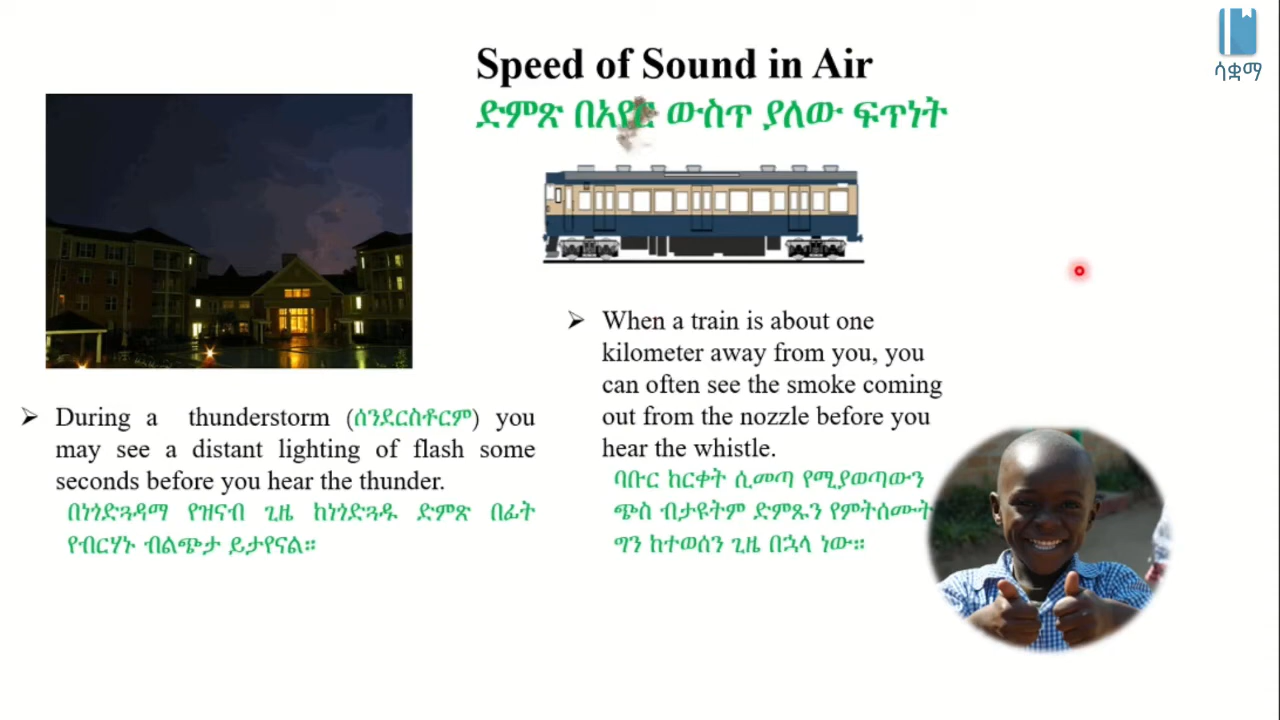 ሳቋማ
Speed of Sound in Air
ድምጽ በአየር ውስጥ ያለው ፍጥነት
During a thunderstorm (ሰንደርስቶርም) you
may see a distant lighting of flash some
seconds before you hear the thunder.
በነጎድጓዳማ የዝናብ ጊዜ ከነጎድጓዱ ድምጽ በፊት
የብርሃኑ ብልጭታ ይታየናል።
When a train is about one
kilometer away from you, you
can often see the smoke coming
out from the nozzle before you
hear the whistle.
ባቡር ከርቀት ሲመጣ የሚያወጣውን
ጭስ ብታዩትም ድምጹን የምትሰሙት
ግን ከተወሰን ጊዜ በኋላ ነው።